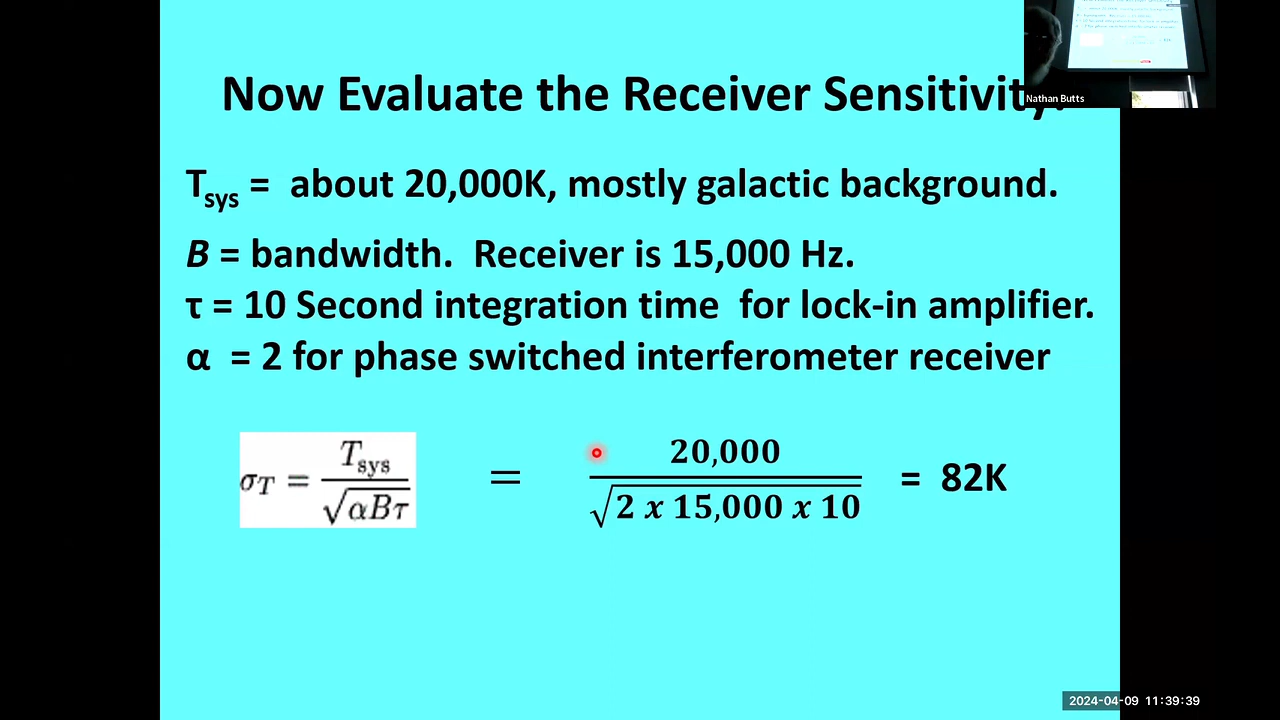 Now Evaluate the Receiver Sensitivity.
Nathan Butts
Tsys = about 20,000K, mostly galactic background.
B = bandwidth. Receiver is 15,000 Hz.
τ = 10 Second integration time for lock-in amplifier.
α = 2 for phase switched interferometer receiver
σT = Tsys / √αBτ = 20,000 / √2 x 15,000 x 10 = 82K
2024-04-09 11:39:39